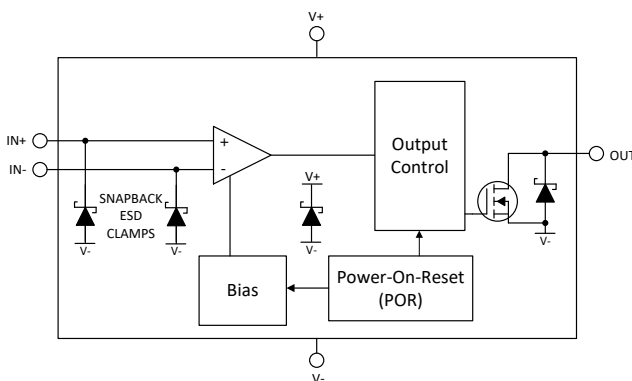 V+
IN+
IN-
+
-
SNAPBACK
ESD
CLAMPS
V-
V-
V+
V-
Output
Control
OUT
V-
Bias
Power-On-Reset
(POR)
V-